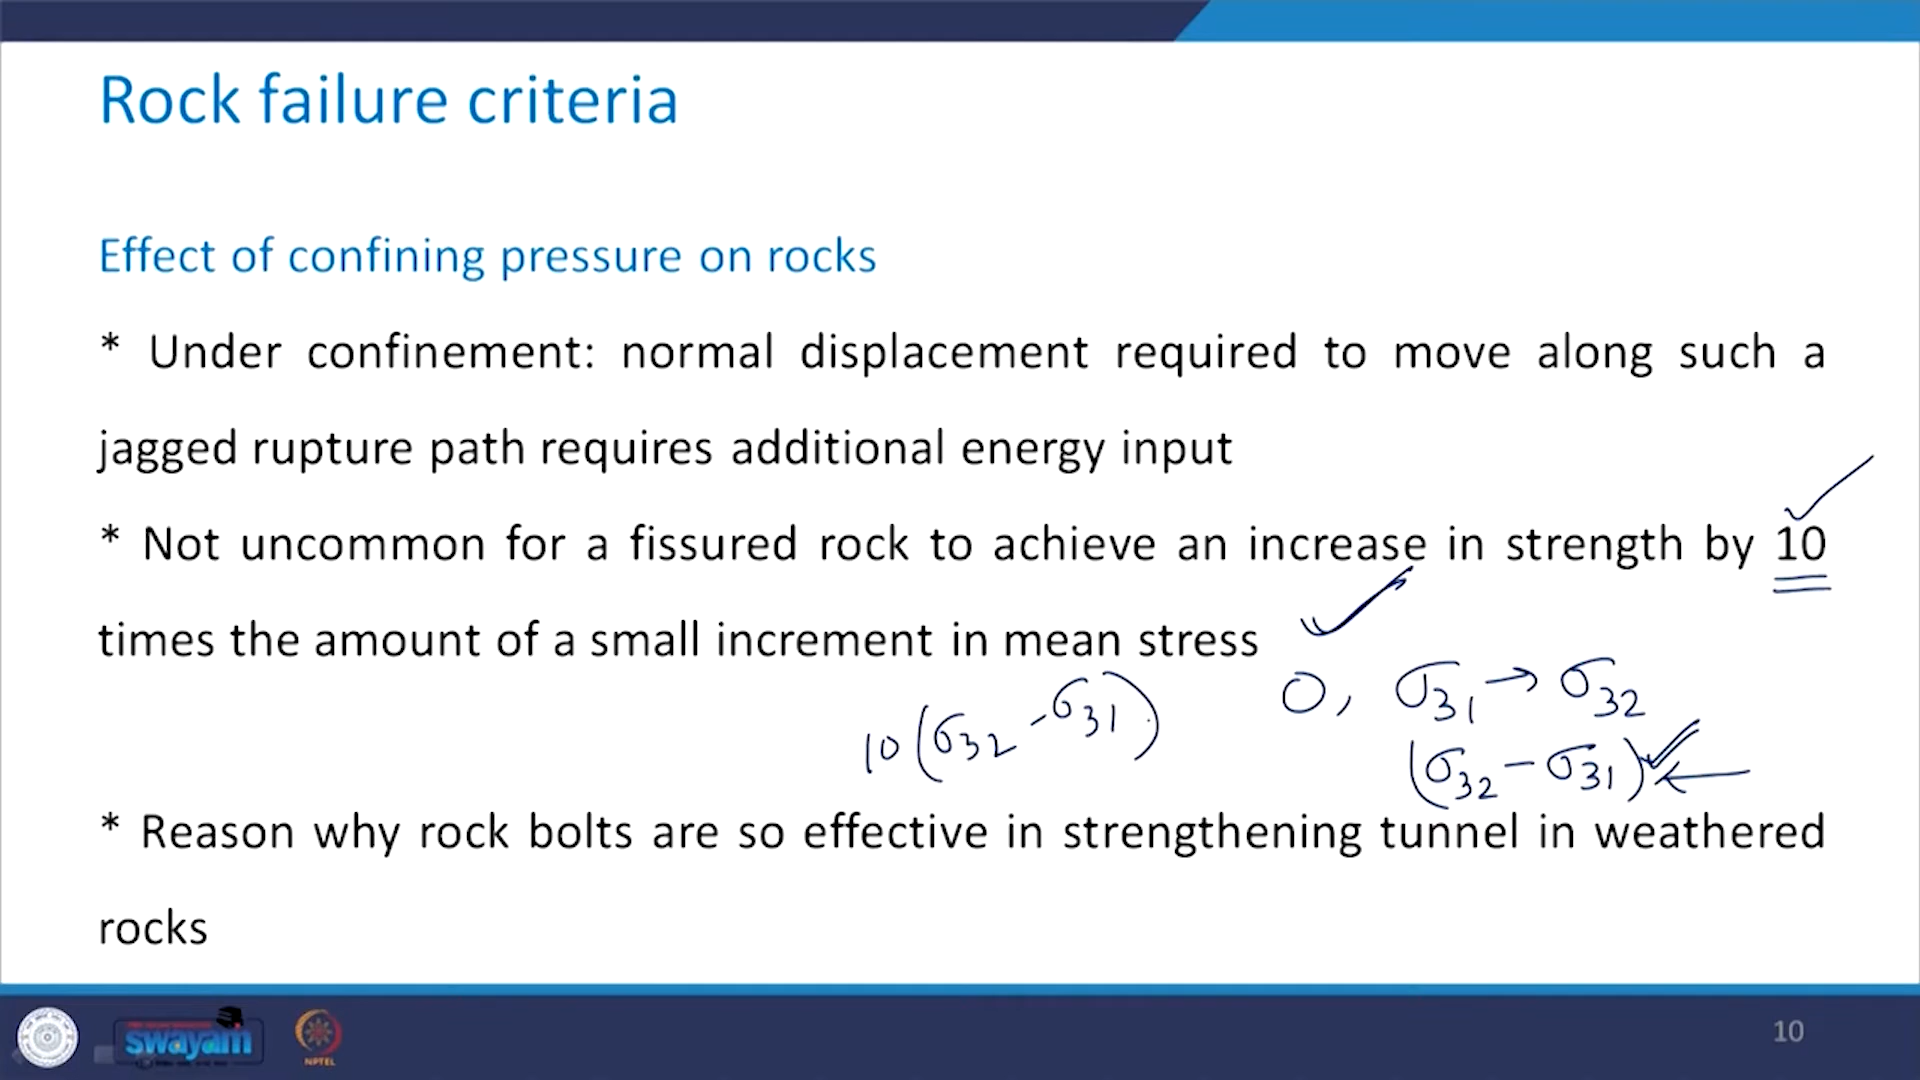 Rock failure criteria
Effect of confining pressure on rocks
* Under confinement: normal displacement required to move along such a
jagged rupture path requires additional energy input
* Not uncommon for a fissured rock to achieve an increase in strength by 10
times the amount of a small increment in mean stress
0, σ31 → σ32
10(σ32 - σ31)
(σ32 - σ31)
* Reason why rock bolts are so effective in strengthening tunnel in weathered
rocks
swayam
NPTEL
10